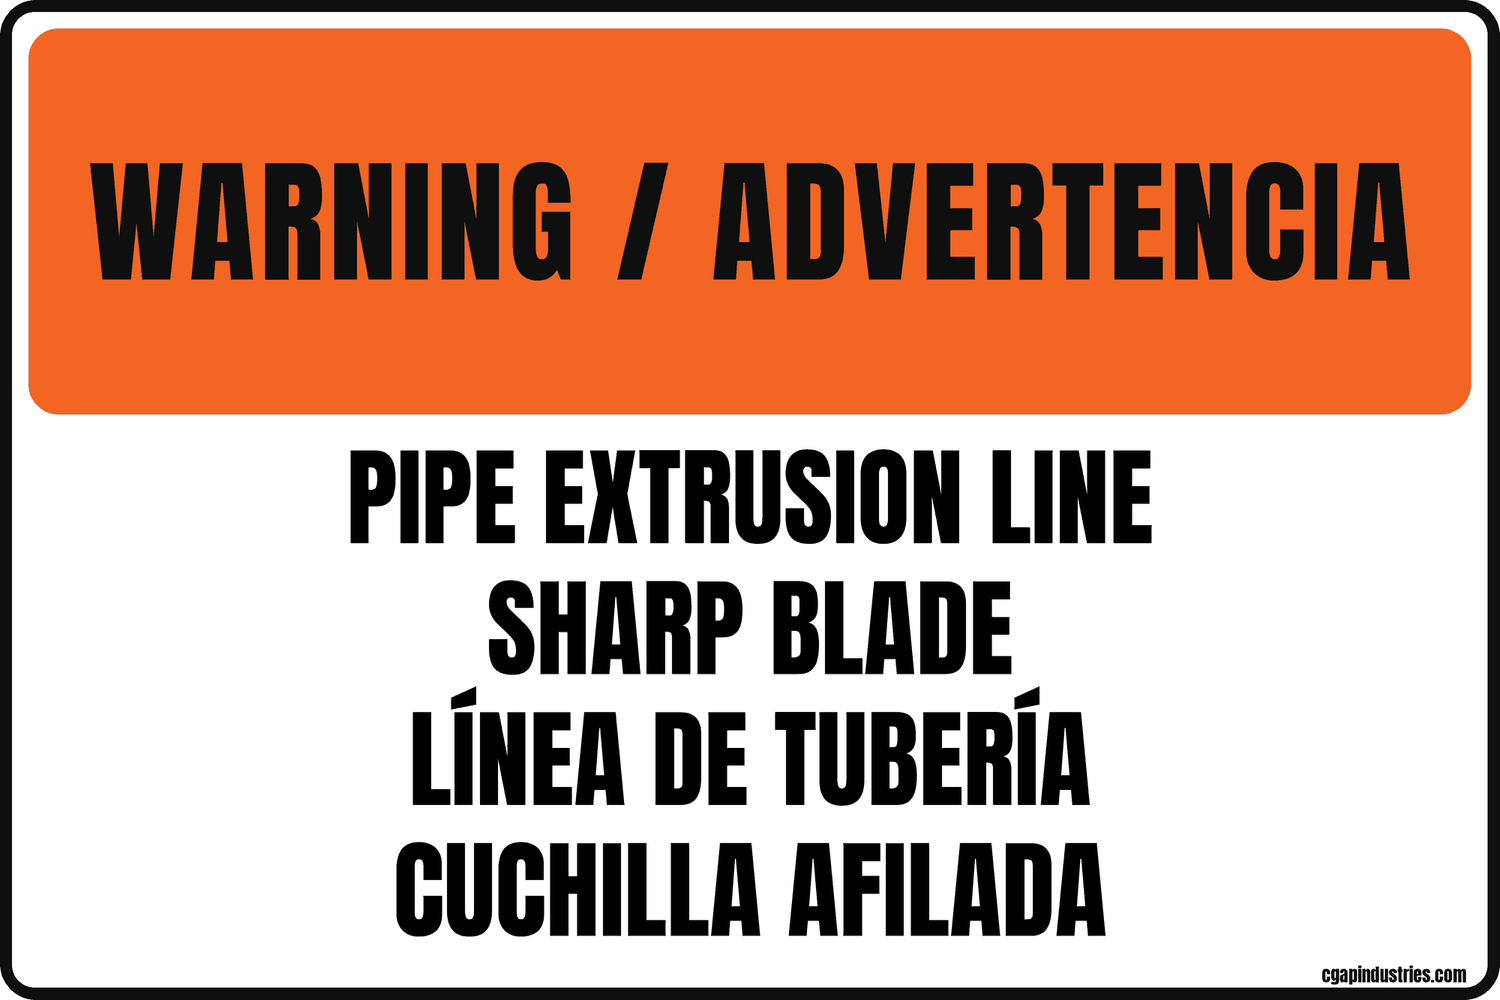 WARNING / ADVERTENCIA
PIPE EXTRUSION LINE
SHARP BLADE
LÍNEA DE TUBERÍA
CUCHILLA AFILADA
cgapindustries.com